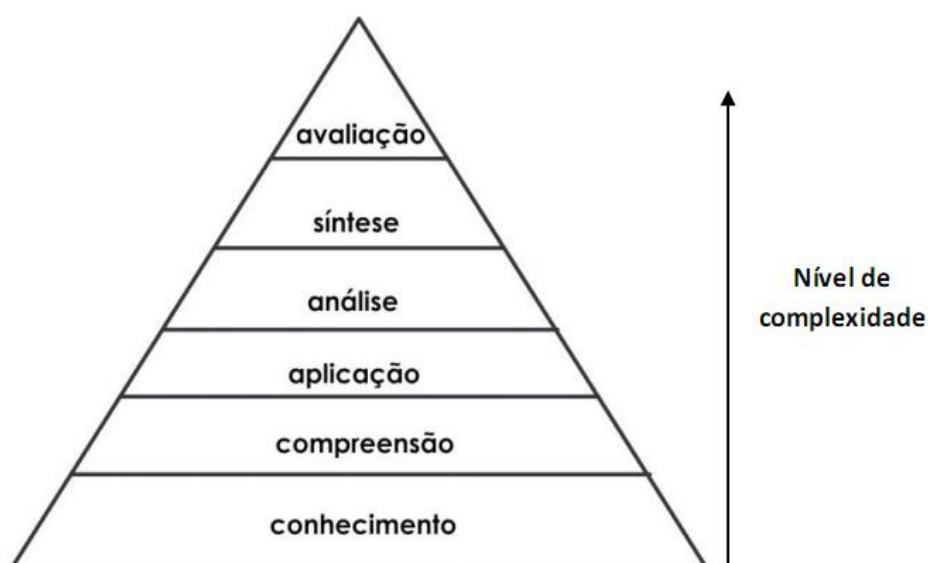 avaliação
síntese
análise
aplicação
compreensão
conhecimento
Nível de
complexidade